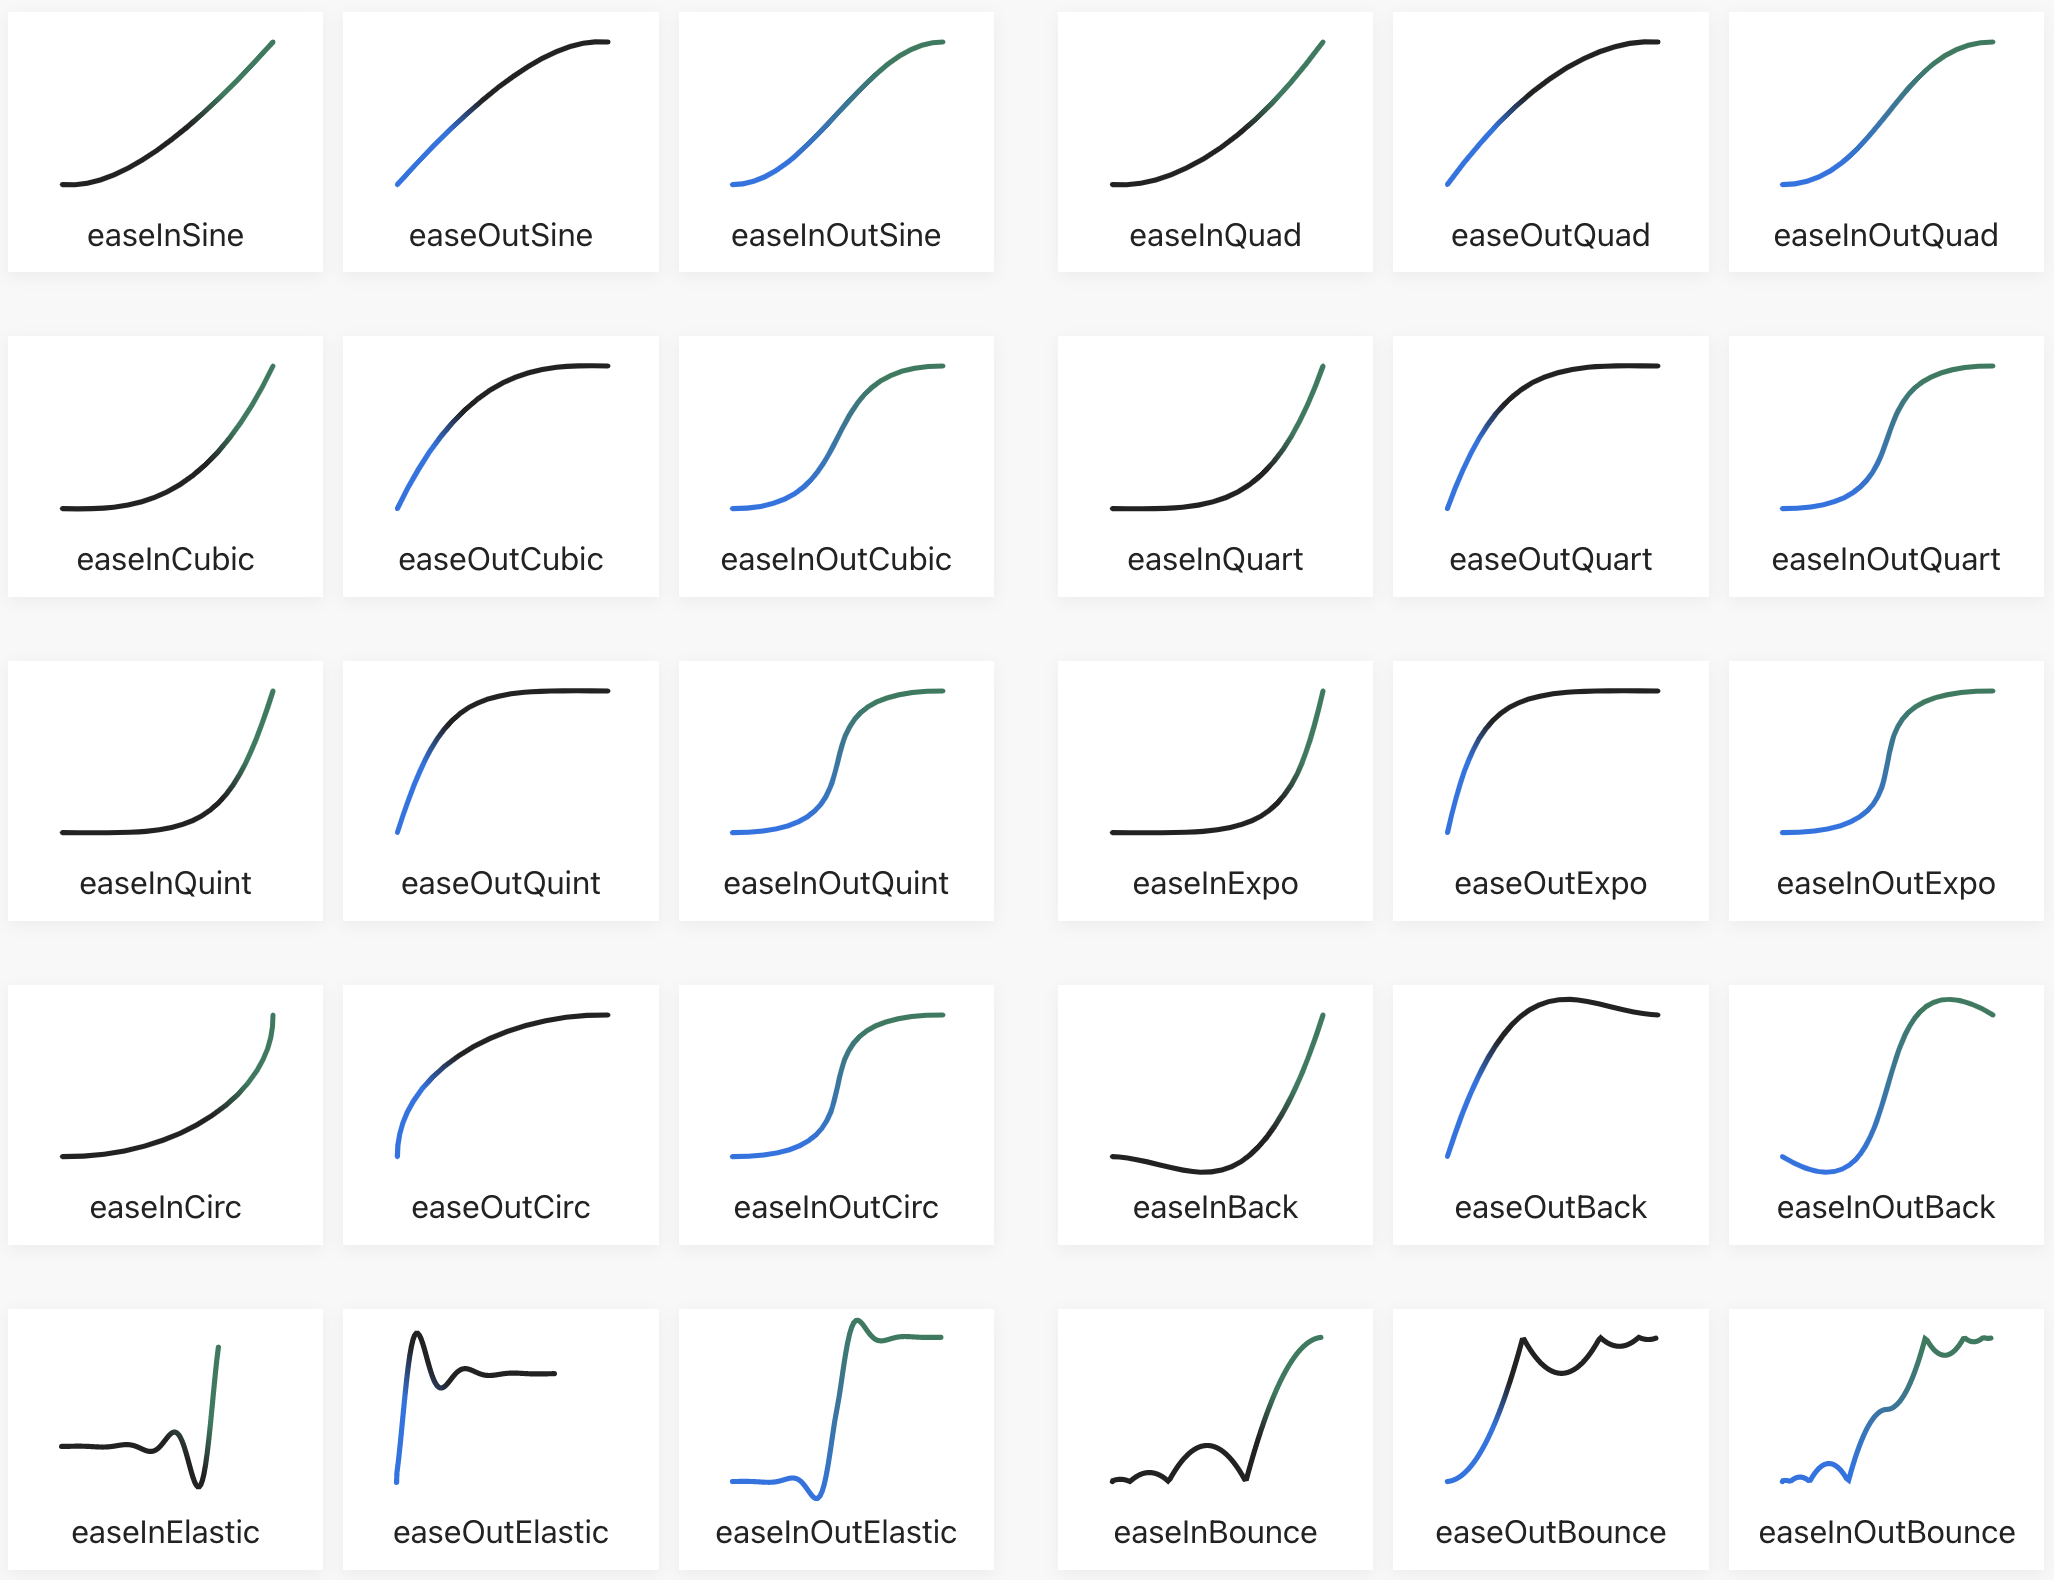 easeInSine
easeOutSine
easeInOutSine
easeInQuad
easeOutQuad
easeInOutQuad
easeInCubic
easeOutCubic
easeInOutCubic
easeInQuart
easeOutQuart
easeInOutQuart
easeInQuint
easeOutQuint
easeInOutQuint
easeInExpo
easeOutExpo
easeInOutExpo
easeInCirc
easeOutCirc
easeInOutCirc
easeInBack
easeOutBack
easeInOutBack
easeInElastic
easeOutElastic
easeInOutElastic
easeInBounce
easeOutBounce
easeInOutBounce